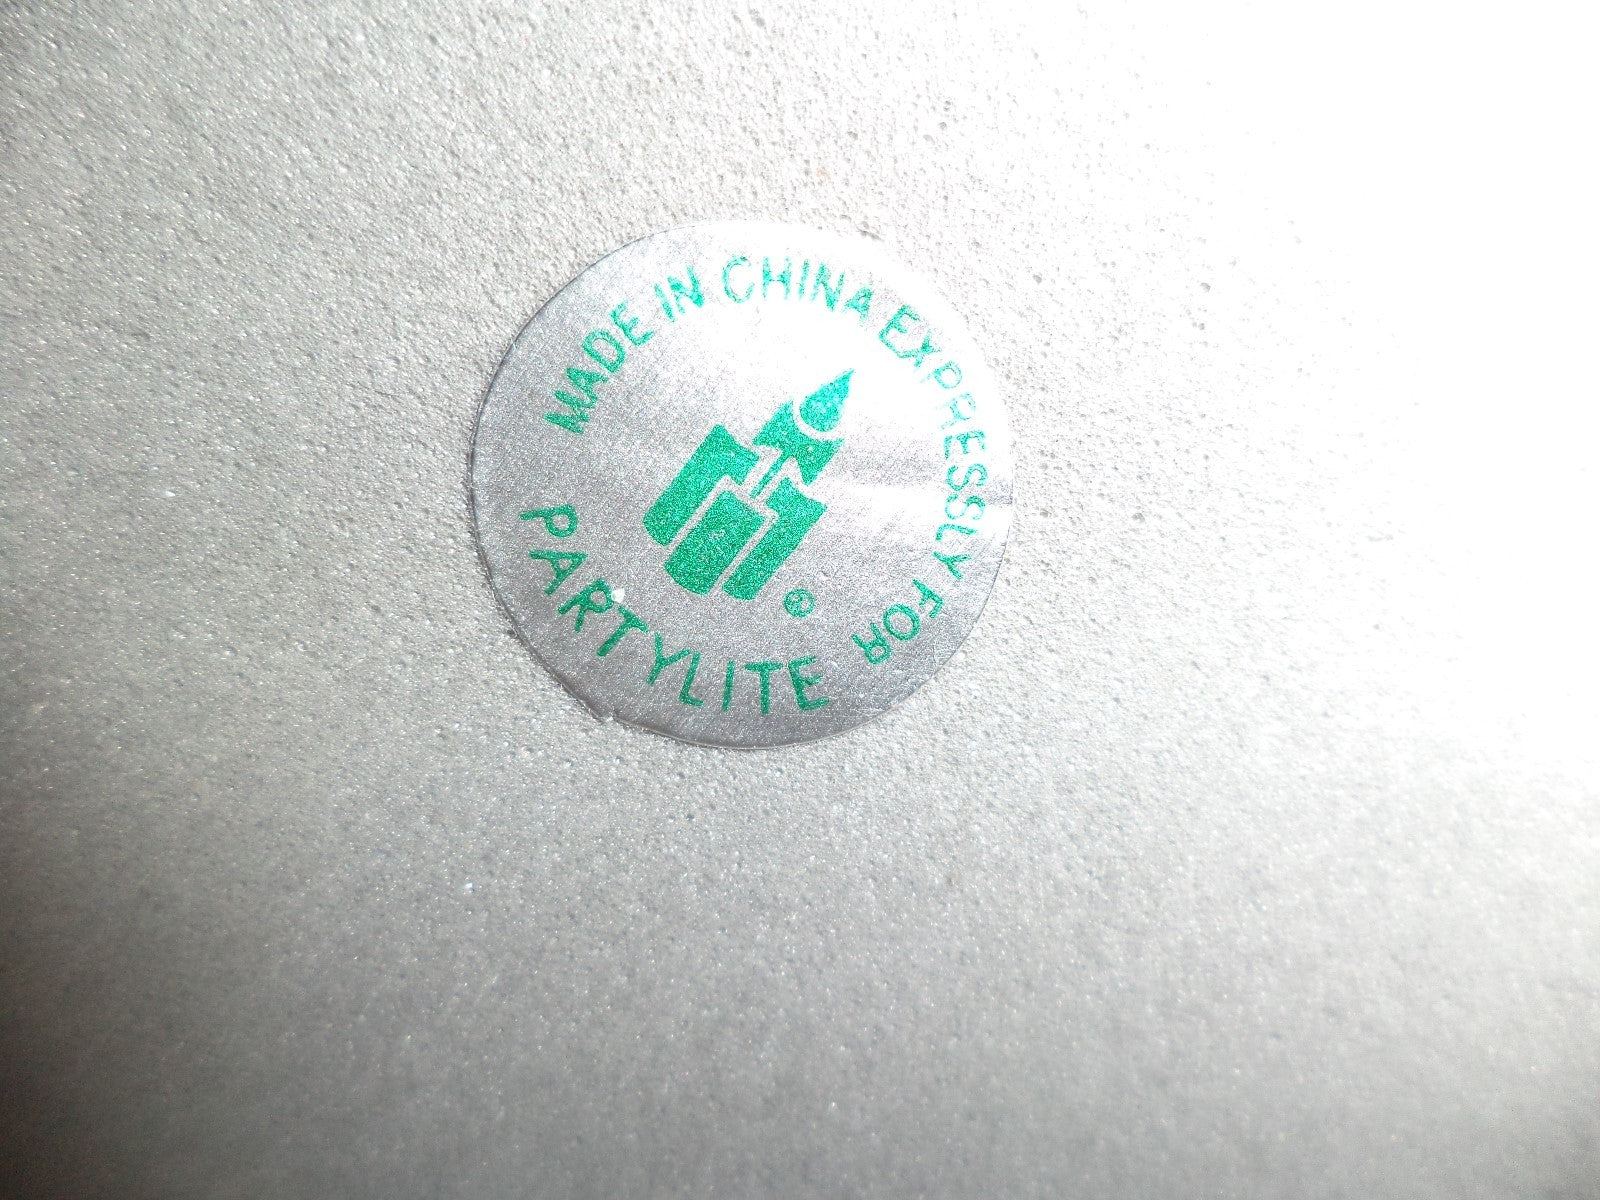 MADE IN CHINA EXPRESSLY FOR
PARTYLITE
®